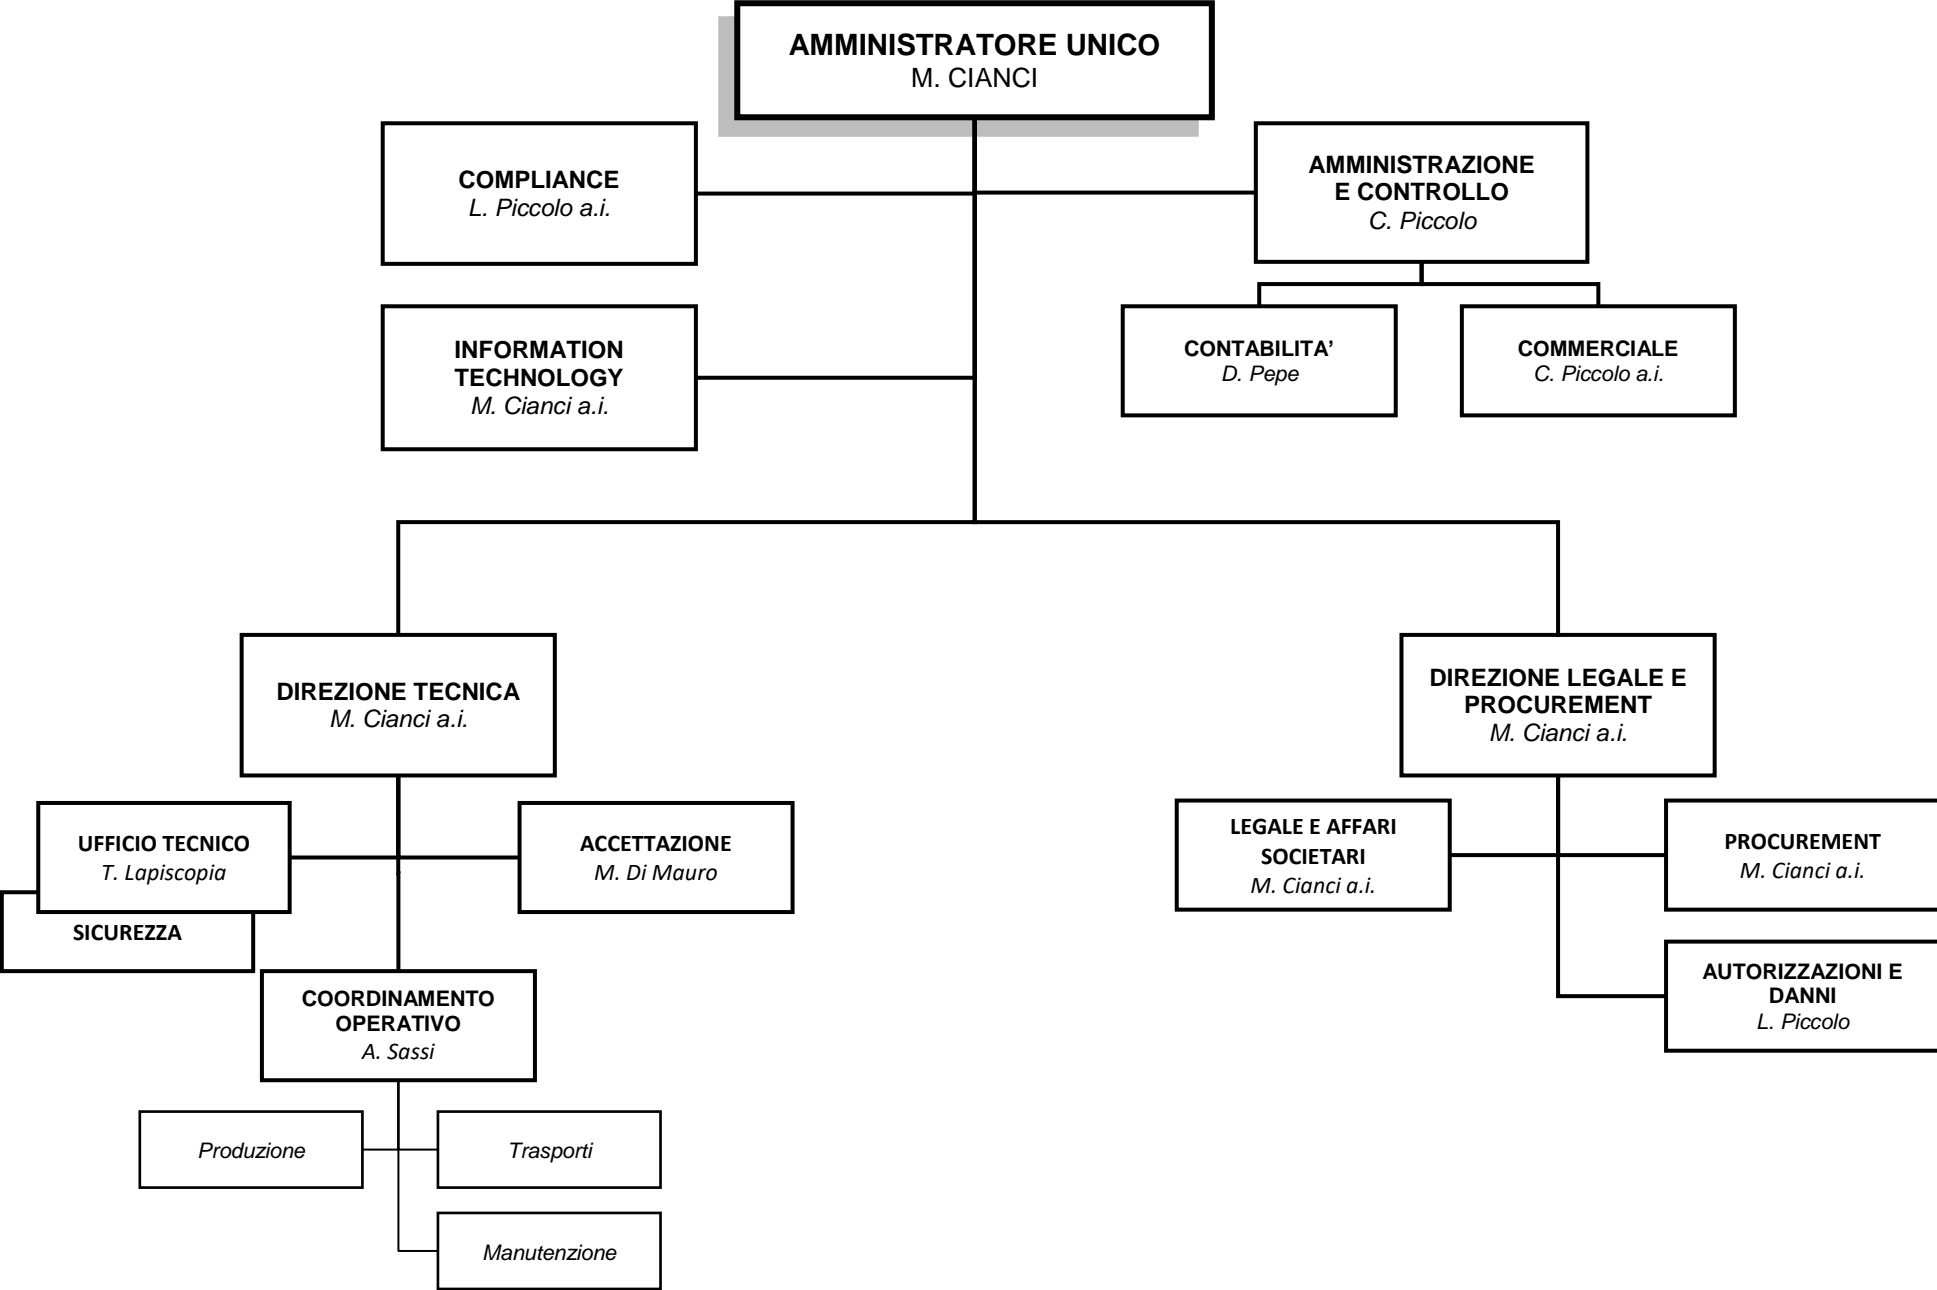 AMMINISTRATORE UNICO
M. CIANCI
COMPLIANCE
L. Piccolo a.i.
AMMINISTRAZIONE
E CONTROLLO
C. Piccolo
INFORMATION
TECHNOLOGY
M. Cianci a.i.
CONTABILITA’
D. Pepe
COMMERCIALE
C. Piccolo a.i.
DIREZIONE TECNICA
M. Cianci a.i.
DIREZIONE LEGALE E
PROCUREMENT
M. Cianci a.i.
UFFICIO TECNICO
T. Lapiscopia
SICUREZZA
ACCETTAZIONE
M. Di Mauro
LEGALE E AFFARI
SOCIETARI
M. Cianci a.i.
PROCUREMENT
M. Cianci a.i.
COORDINAMENTO
OPERATIVO
A. Sassi
AUTORIZZAZIONI E
DANNI
L. Piccolo
Produzione
Trasporti
Manutenzione